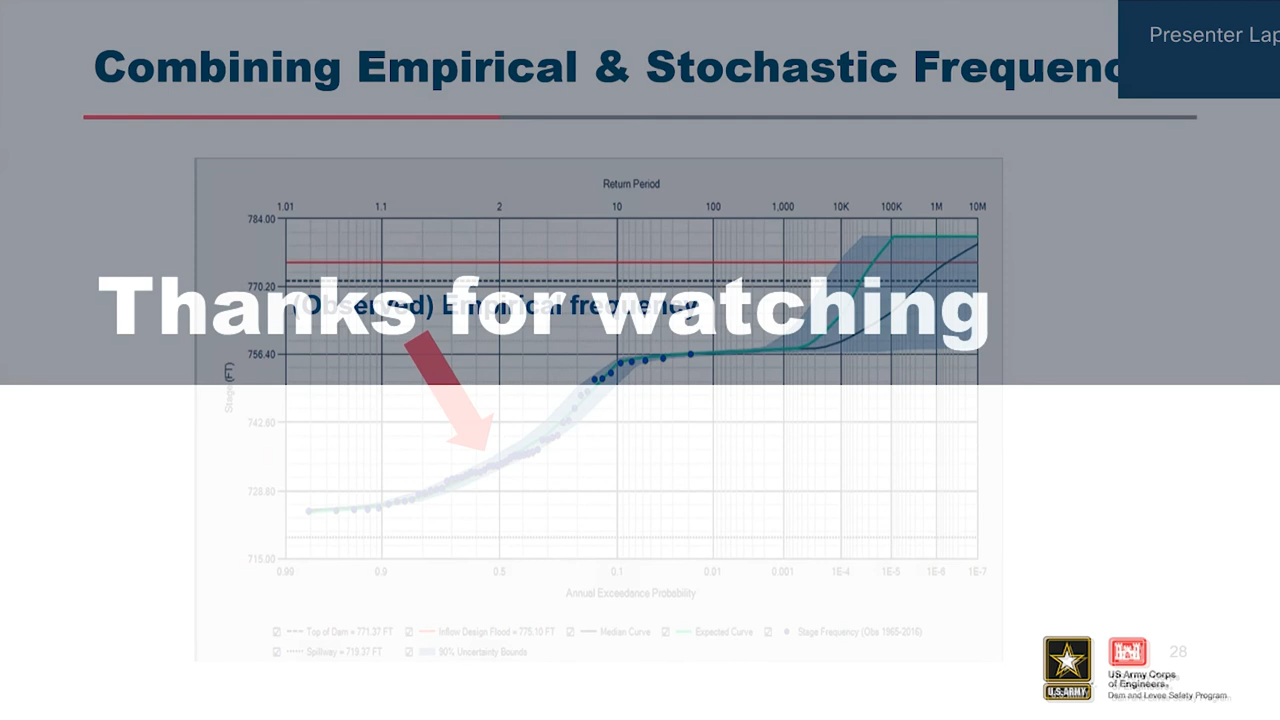 Presenter Lap
Combining Empirical & Stochastic Frequenc
Return Period
1.01 1.1 2 10 100 1,000 10K 100K 1M 10M
784.00
770.20
Thanks for watching
(Observed) Empirical frequency
756.40
Stage (FT)
742.60
728.80
715.00
0.99 0.9 0.5 0.1 0.01 0.001 1E-4 1E-5 1E-6 1E-7
Annual Exceedance Probability
Top of Dam = 771.37 FT Inflow Design Flood = 775.10 FT Median Curve Expected Curve Stage Frequency (Obs 1965-2016)
Spillway = 719.37 FT 90% Uncertainty Bounds
28
U.S. ARMY
US Army Corps
of Engineers
Dam and Levee Safety Program